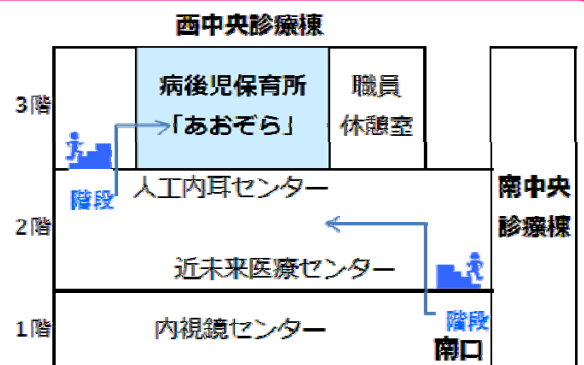 西中央診療棟
3階
病後児保育所
「あおぞら」
職員
休憩室
階段
人工内耳センター
2階
近未来医療センター
南中央
診療棟
1階
内視鏡センター
階段
南口